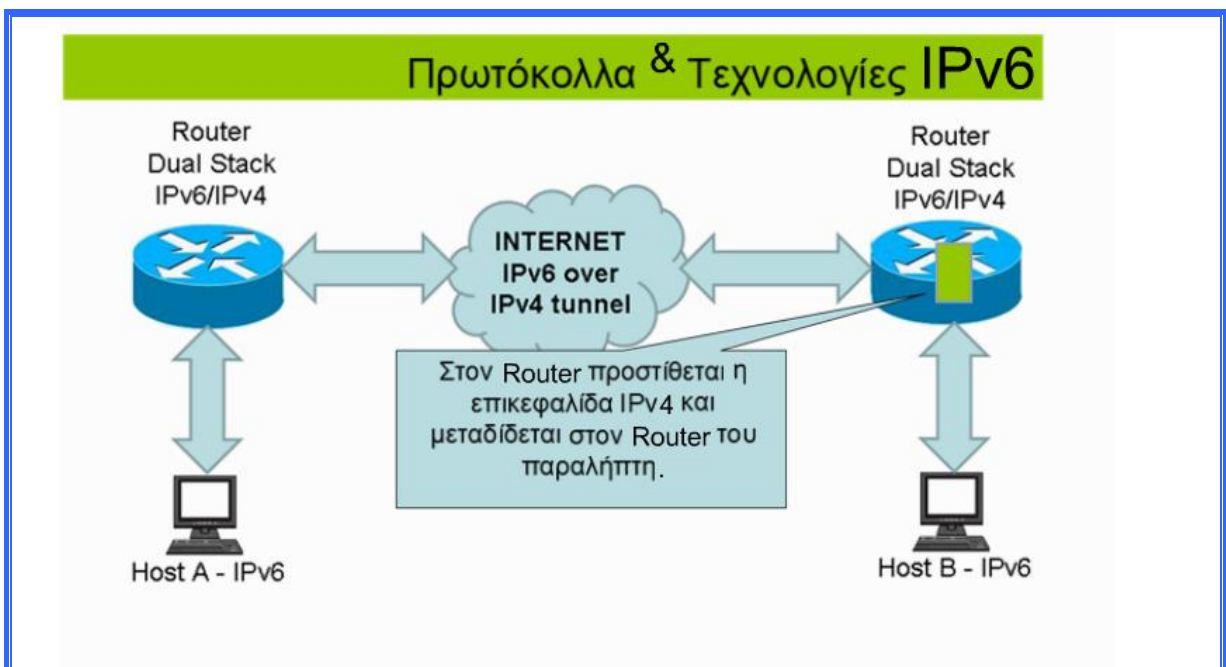 Πρωτόκολλα & Τεχνολογίες IPv6
Router
Dual Stack
IPv6/IPv4
Router
Dual Stack
IPv6/IPv4
INTERNET
IPv6 over
IPv4 tunnel
Στον Router προστίθεται η
επικεφαλίδα IPv4 και
μεταδίδεται στον Router του
παραλήπτη.
Host A - IPv6
Host B - IPv6